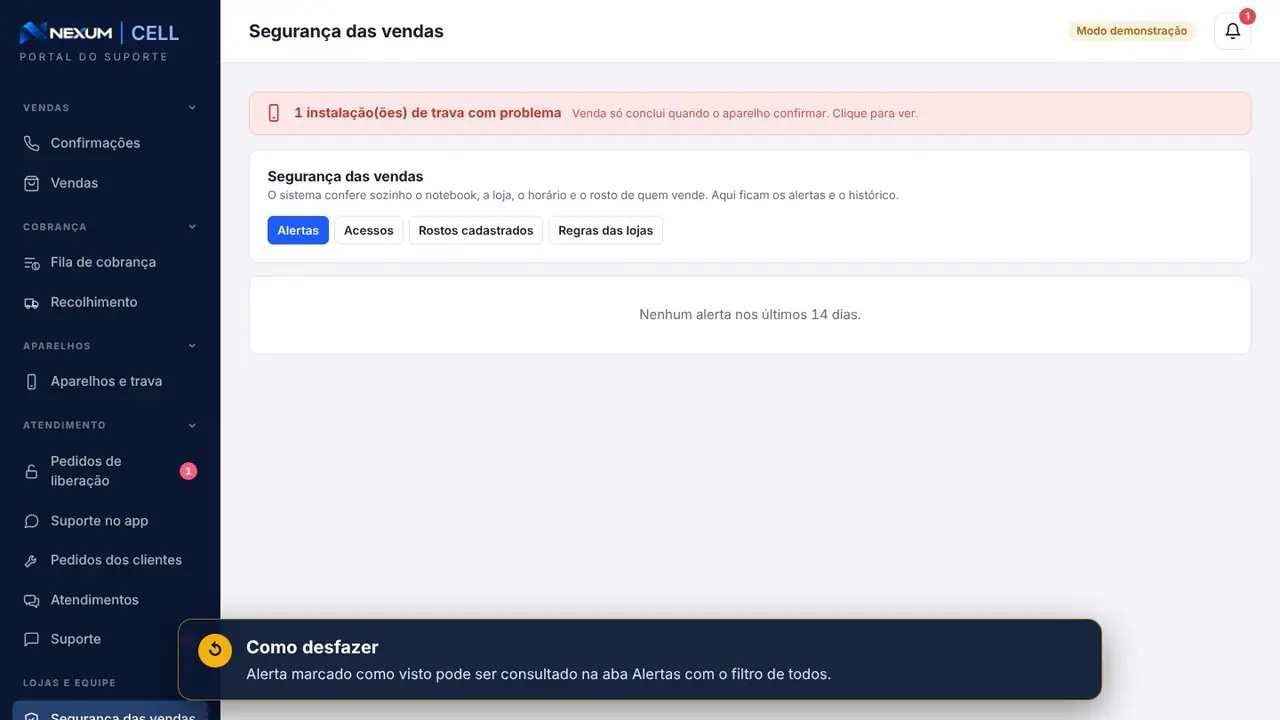 NEXUM | CELL
PORTAL DO SUPORTE
VENDAS
Confirmações
Vendas
COBRANÇA
Fila de cobrança
Recolhimento
APARELHOS
Aparelhos e trava
ATENDIMENTO
Pedidos de
liberação
1
Suporte no app
Pedidos dos clientes
Atendimentos
Suporte
LOJAS E EQUIPE
Segurança das vendas
Segurança das vendas
Modo demonstração
1
1 instalação(ões) de trava com problema Venda só conclui quando o aparelho confirmar. Clique para ver.
Segurança das vendas
O sistema confere sozinho o notebook, a loja, o horário e o rosto de quem vende. Aqui ficam os alertas e o histórico.
Alertas Acessos Rostos cadastrados Regras das lojas
Nenhum alerta nos últimos 14 dias.
Como desfazer
Alerta marcado como visto pode ser consultado na aba Alertas com o filtro de todos.